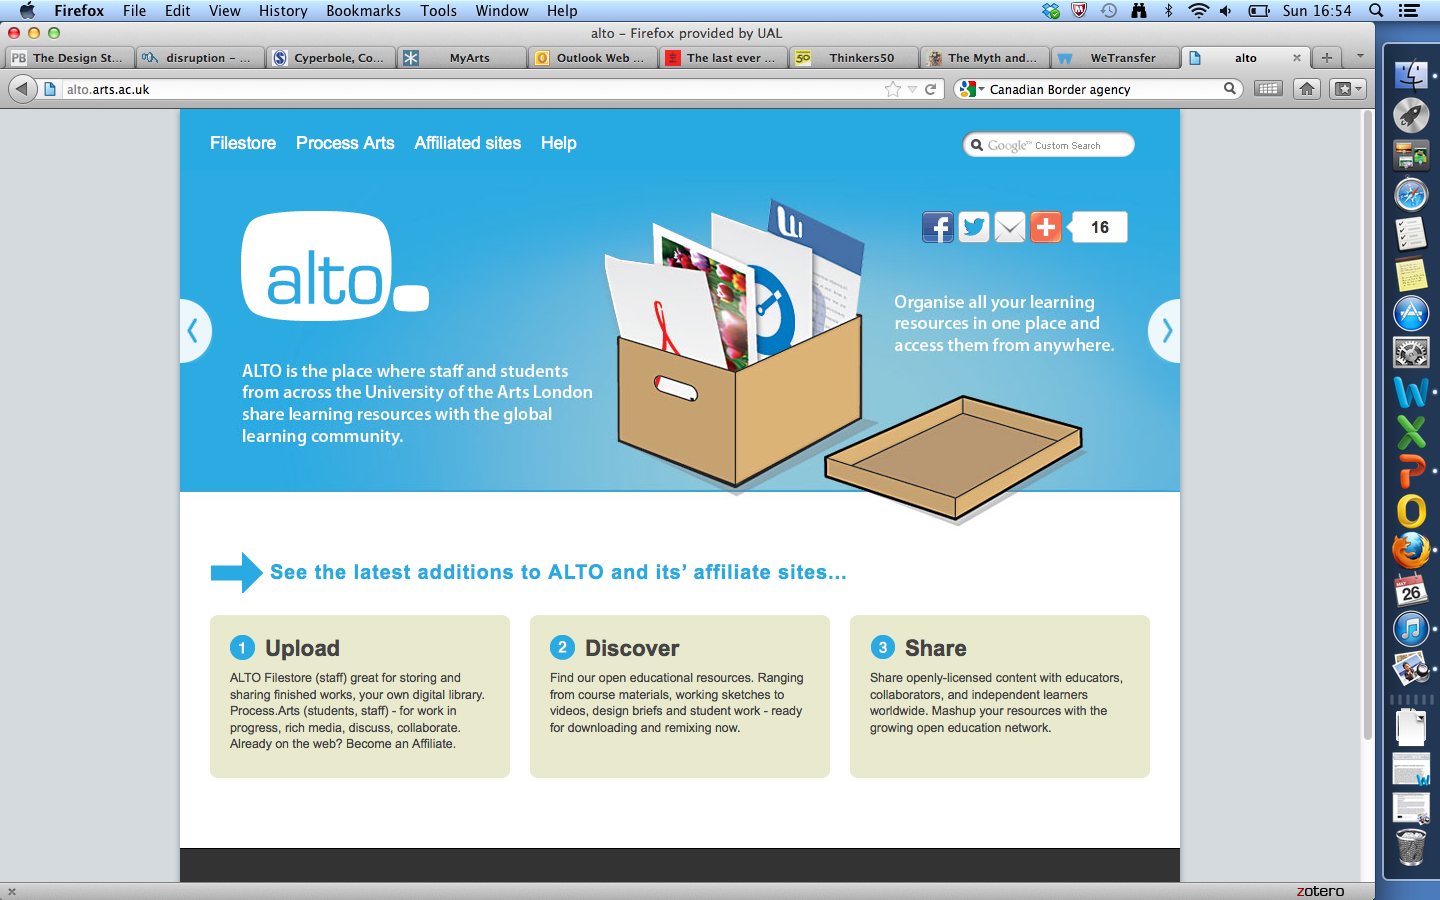 Firefox File Edit View History Bookmarks Tools Window Help Sun 16:54
alto – Firefox provided by UAL
PB The Design St... disruption – ... S Cyperbole, Co... MyArts Outlook Web ... The last ever ... 50 Thinkers50 The Myth and... WeTransfer alto
alto.arts.ac.uk Canadian Border agency
Filestore Process Arts Affiliated sites Help
Google™ Custom Search
16
alto
Organise all your learning
resources in one place and
access them from anywhere.
ALTO is the place where staff and students
from across the University of the Arts London
share learning resources with the global
learning community.
See the latest additions to ALTO and its’ affiliate sites...
1 Upload
ALTO Filestore (staff) great for storing and
sharing finished works, your own digital library.
Process.Arts (students, staff) - for work in
progress, rich media, discuss, collaborate.
Already on the web? Become an Affiliate.
2 Discover
Find our open educational resources. Ranging
from course materials, working sketches to
videos, design briefs and student work - ready
for downloading and remixing now.
3 Share
Share openly-licensed content with educators,
collaborators, and independent learners
worldwide. Mashup your resources with the
growing open education network.
MAY
26
zotero